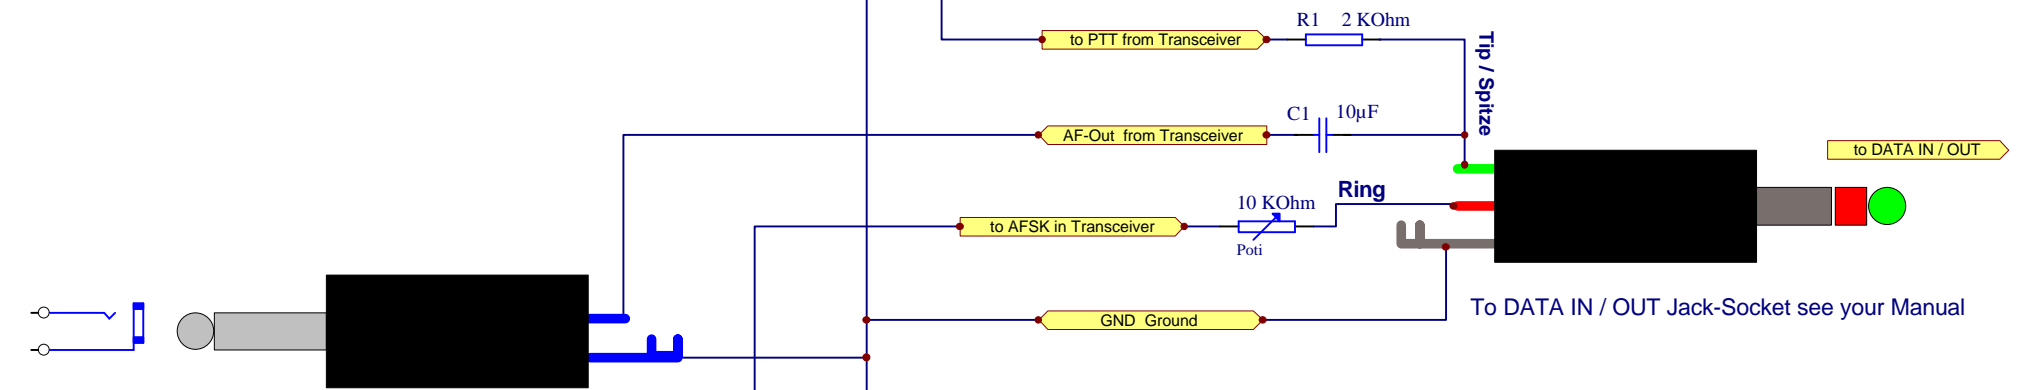 R1 2 KOhm
to PTT from Transceiver
Tip / Spitze
C1 10µF
AF-Out from Transceiver
to DATA IN / OUT
Ring
10 KOhm
to AFSK in Transceiver
Poti
To DATA IN / OUT Jack-Socket see your Manual
GND Ground